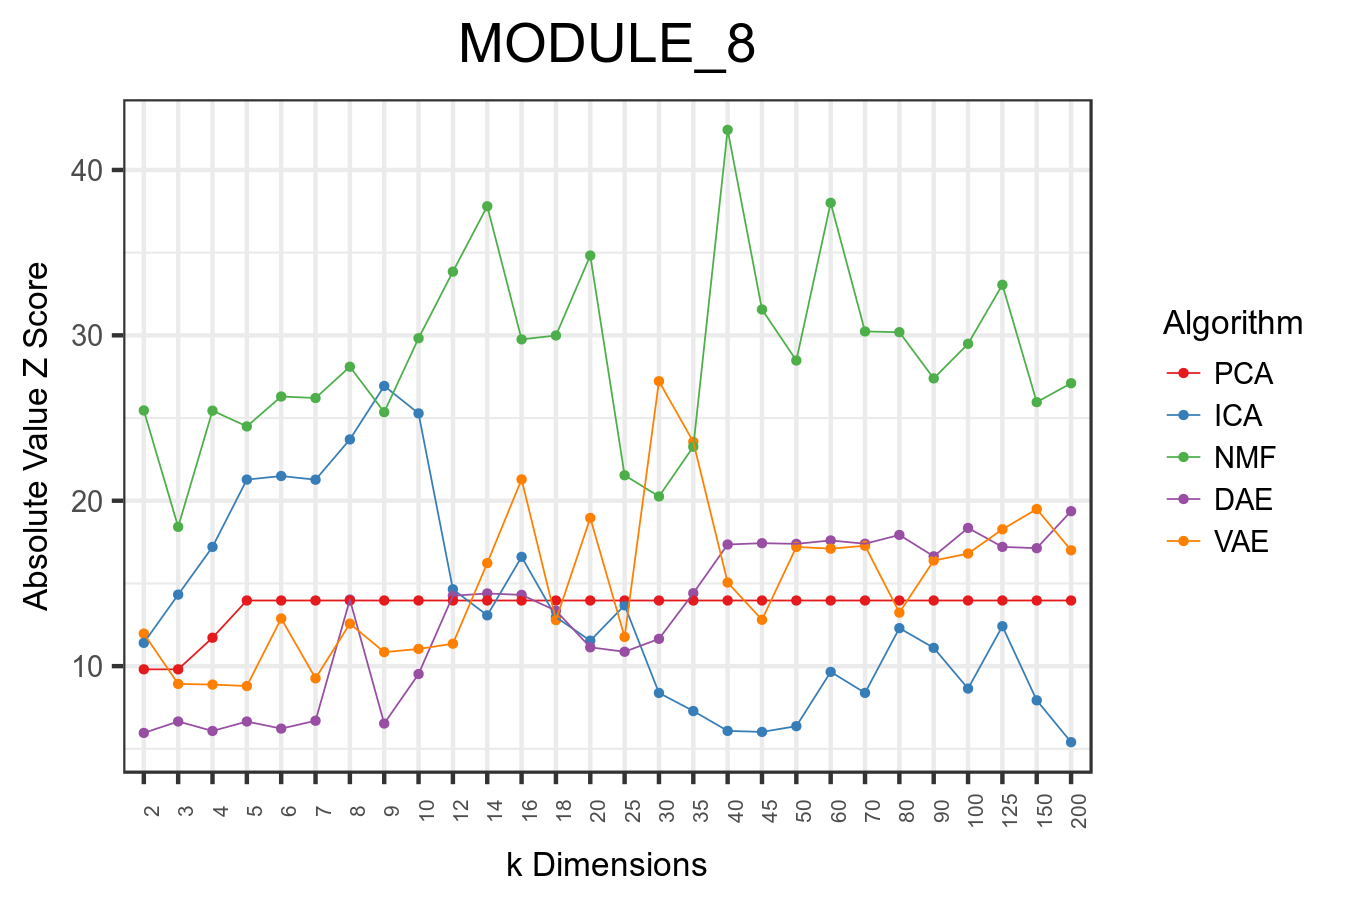 MODULE_8
Absolute Value Z Score
40
30
20
10
2 3 4 5 6 7 8 9 10 12 14 16 18 20 25 30 35 40 45 50 60 70 80 90 100 125 150 200
k Dimensions
Algorithm
PCA
ICA
NMF
DAE
VAE